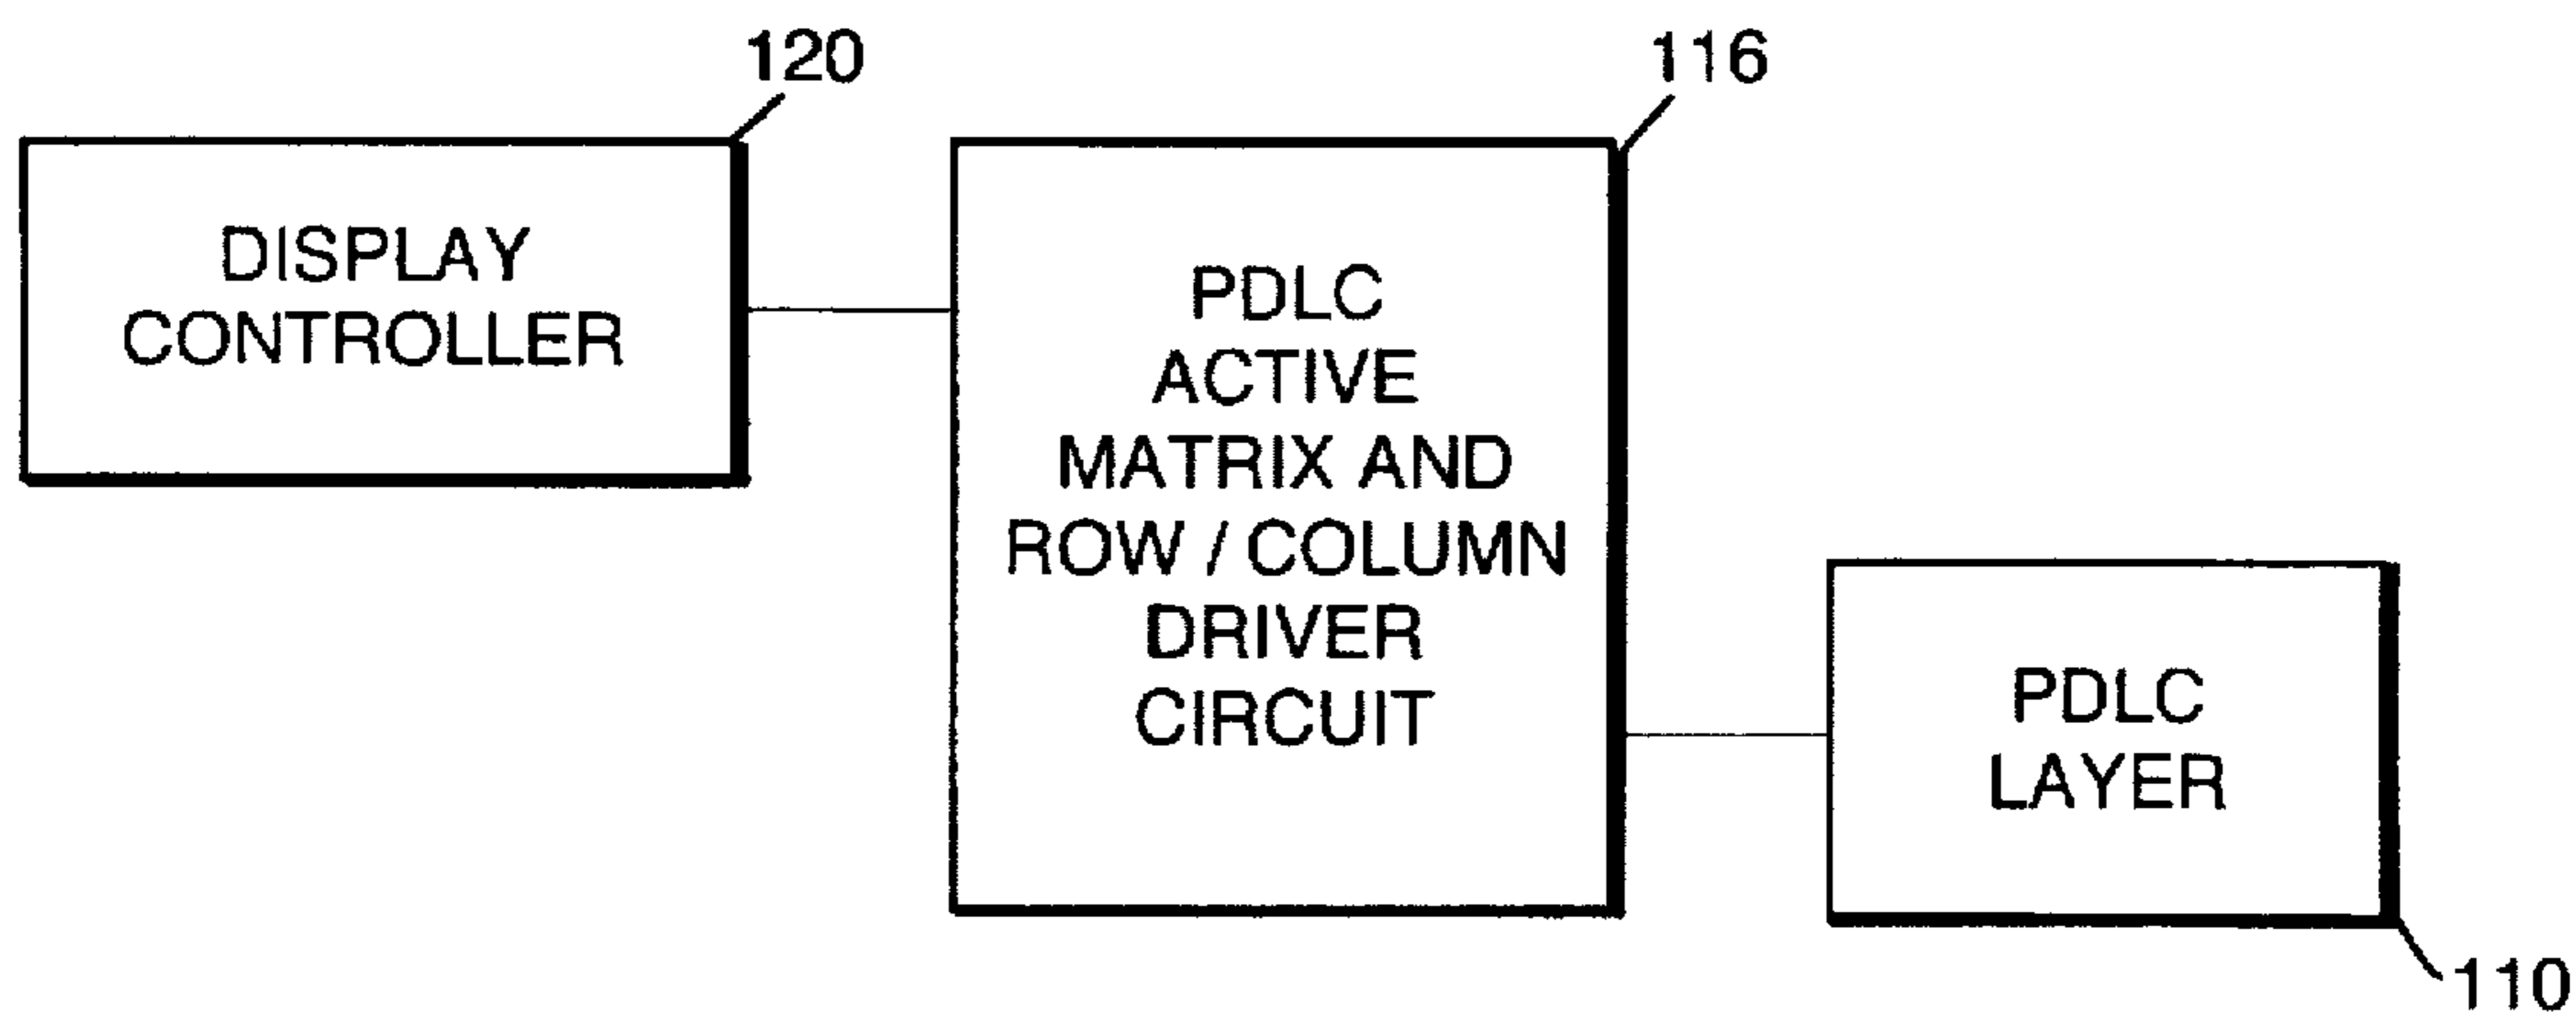 120
DISPLAY
CONTROLLER
116
PDLC
ACTIVE
MATRIX AND
ROW / COLUMN
DRIVER
CIRCUIT
PDLC
LAYER
110